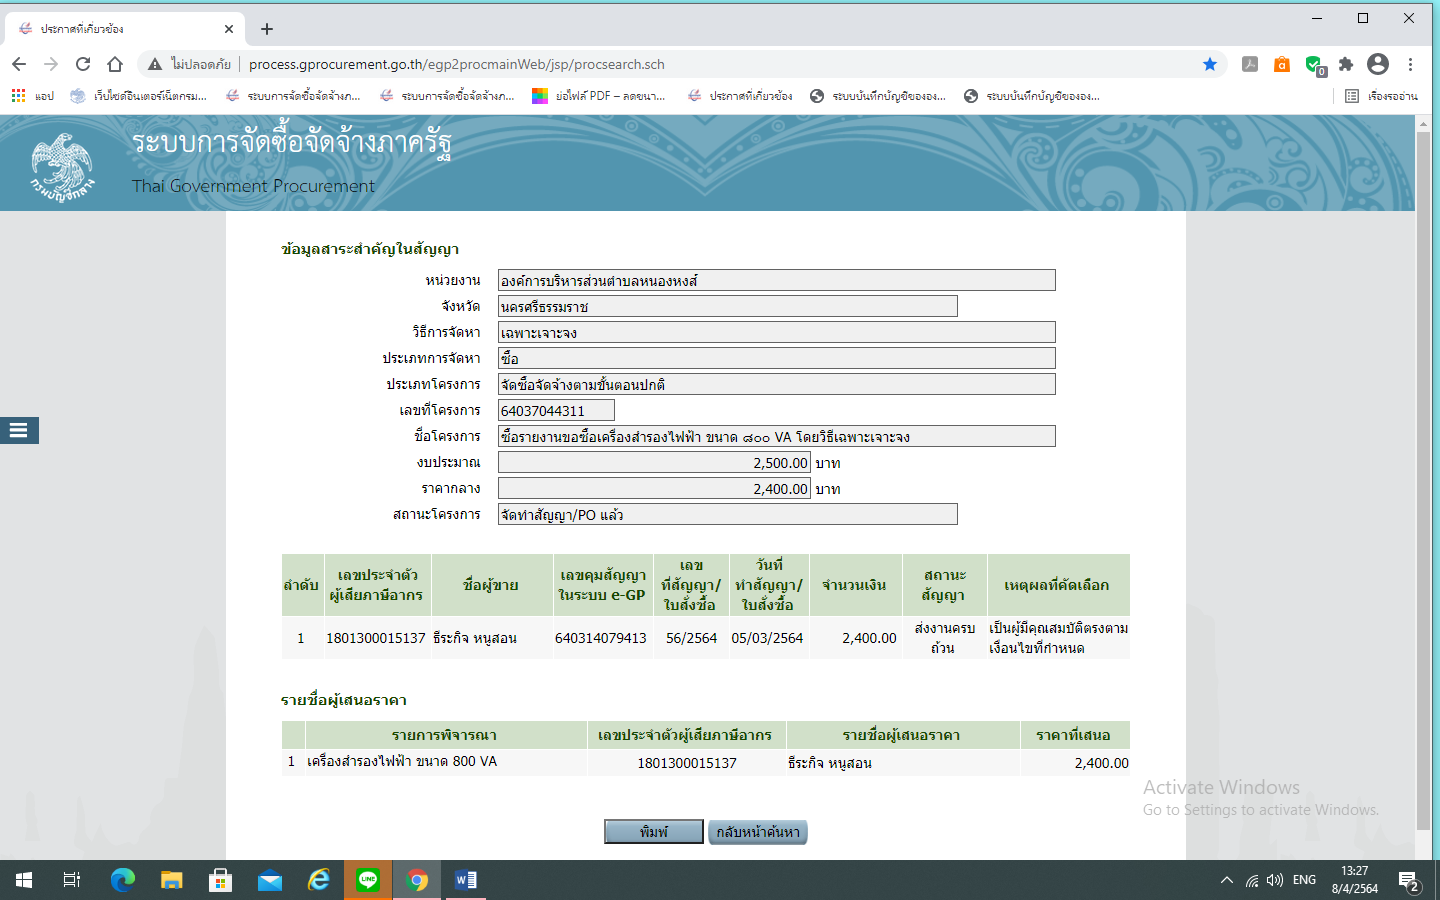 ประกาศที่เกี่ยวข้อง
ไม่ปลอดภัย process.gprocurement.go.th/egp2procmainWeb/jsp/procsearch.sch
0
แอป เว็บไซต์อินเตอร์เน็ตกรม... ระบบการจัดซื้อจัดจ้างภ... ระบบการจัดซื้อจัดจ้างภ... ย่อไฟล์ PDF – ลดขนา... ประกาศที่เกี่ยวข้อง ระบบบันทึกบัญชีขององ... ระบบบันทึกบัญชีขององ... เรื่องรออ่าน
ระบบการจัดซื้อจัดจ้างภาครัฐ
Thai Government Procurement
กรมบัญชีกลาง
ข้อมูลสาระสำคัญในสัญญา
หน่วยงาน องค์การบริหารส่วนตำบลหนองหงส์
จังหวัด นครศรีธรรมราช
วิธีการจัดหา เฉพาะเจาะจง
ประเภทการจัดหา ซื้อ
ประเภทโครงการ จัดซื้อจัดจ้างตามขั้นตอนปกติ
เลขที่โครงการ 64037044311
ชื่อโครงการ ซื้อรายงานขอซื้อเครื่องสำรองไฟฟ้า ขนาด ๘๐๐ VA โดยวิธีเฉพาะเจาะจง
งบประมาณ 2,500.00 บาท
ราคากลาง 2,400.00 บาท
สถานะโครงการ จัดทำสัญญา/PO แล้ว
ลำดับ เลขประจำตัวผู้เสียภาษีอากร ชื่อผู้ขาย เลขคุมสัญญาในระบบ e-GP เลขที่สัญญา/ใบสั่งซื้อ วันที่ทำสัญญา/ใบสั่งซื้อ จำนวนเงิน สถานะสัญญา เหตุผลที่คัดเลือก
1 1801300015137 ธีระกิจ หนูสอน 640314079413 56/2564 05/03/2564 2,400.00 ส่งงานครบถ้วน เป็นผู้มีคุณสมบัติตรงตามเงื่อนไขที่กำหนด
รายชื่อผู้เสนอราคา
รายการพิจารณา เลขประจำตัวผู้เสียภาษีอากร รายชื่อผู้เสนอราคา ราคาที่เสนอ
1 เครื่องสำรองไฟฟ้า ขนาด 800 VA 1801300015137 ธีระกิจ หนูสอน 2,400.00
พิมพ์ กลับหน้าค้นหา
Activate Windows
Go to Settings to activate Windows.
LINE
ENG 13:27
8/4/2564
2